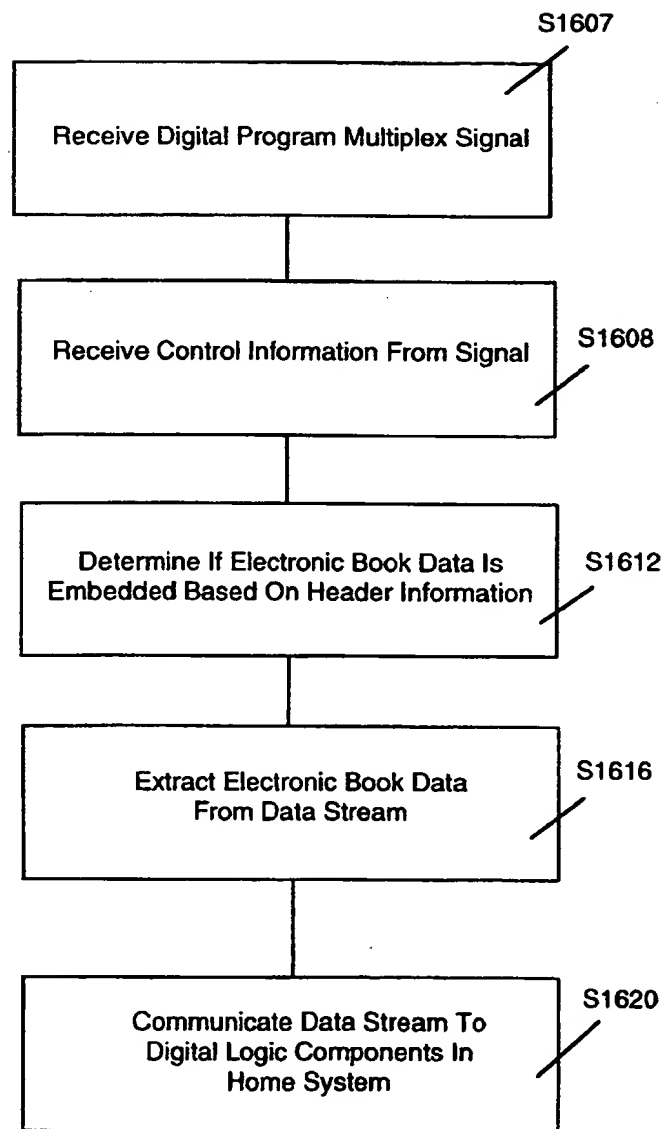 S1607
Receive Digital Program Multiplex Signal
Receive Control Information From Signal
S1608
Determine If Electronic Book Data Is
Embedded Based On Header Information
S1612
Extract Electronic Book Data
From Data Stream
S1616
Communicate Data Stream To
Digital Logic Components In
Home System
S1620